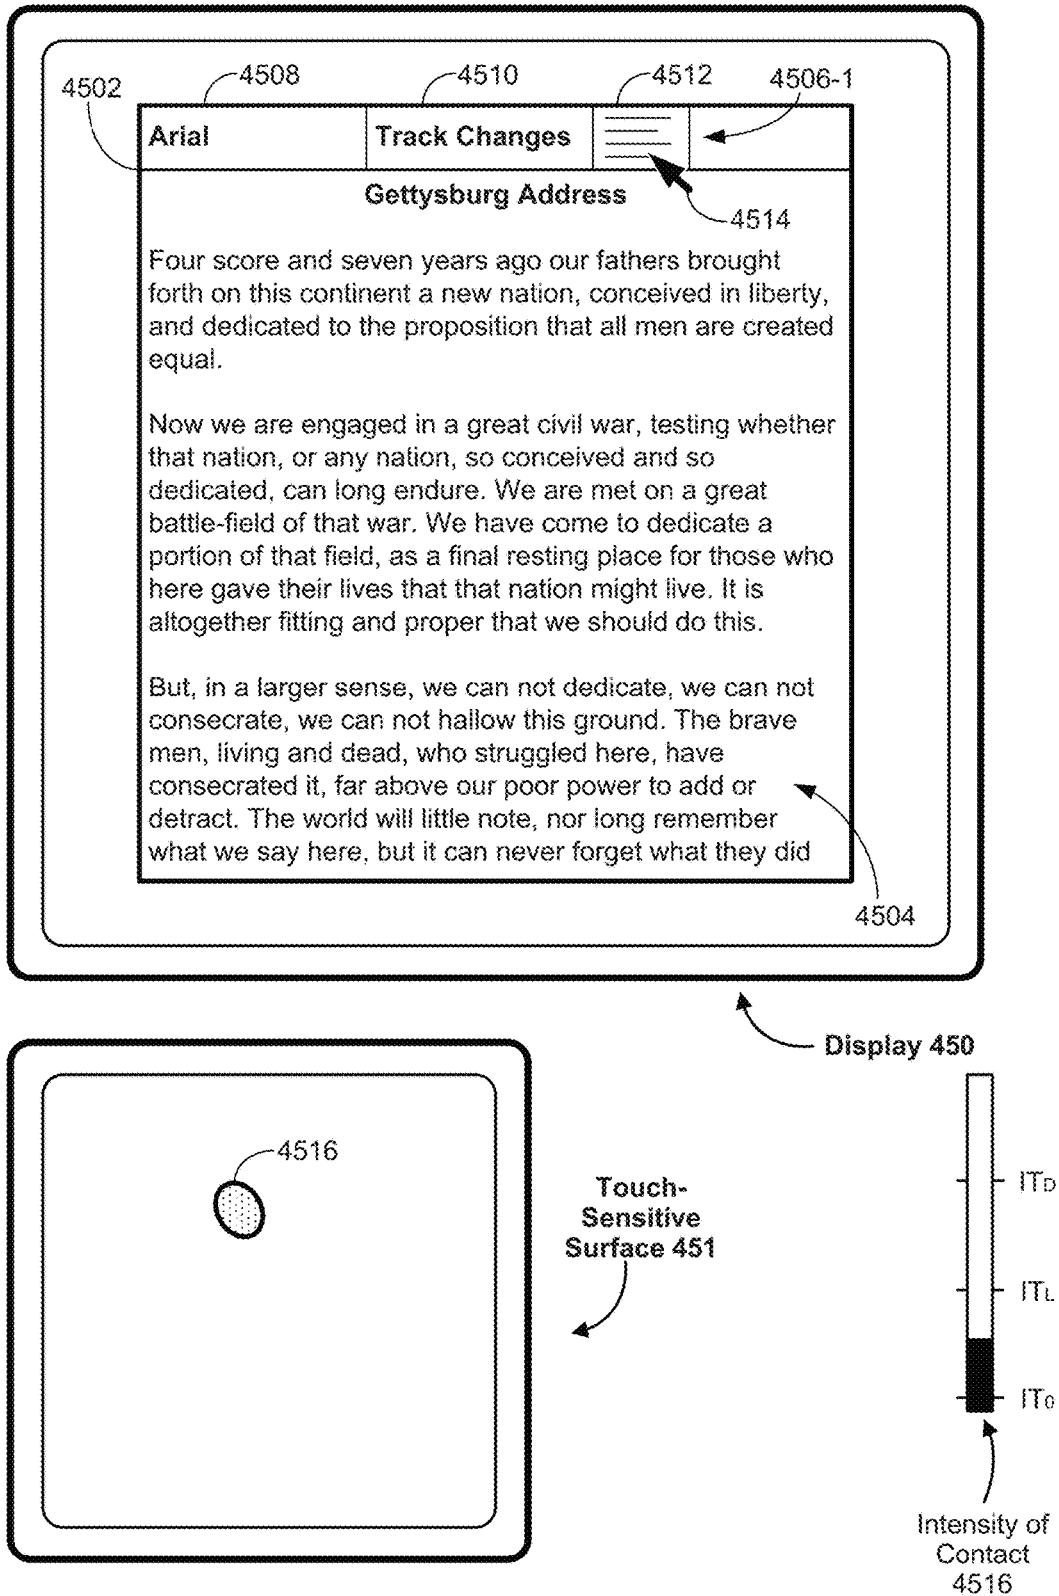 4502
4508
4510
4512
4506-1
Arial
Track Changes
Gettysburg Address
4514
Four score and seven years ago our fathers brought
forth on this continent a new nation, conceived in liberty,
and dedicated to the proposition that all men are created
equal.
Now we are engaged in a great civil war, testing whether
that nation, or any nation, so conceived and so
dedicated, can long endure. We are met on a great
battle-field of that war. We have come to dedicate a
portion of that field, as a final resting place for those who
here gave their lives that that nation might live. It is
altogether fitting and proper that we should do this.
But, in a larger sense, we can not dedicate, we can not
consecrate, we can not hallow this ground. The brave
men, living and dead, who struggled here, have
consecrated it, far above our poor power to add or
detract. The world will little note, nor long remember
what we say here, but it can never forget what they did
4504
Display 450
4516
Touch-
Sensitive
Surface 451
ITD
ITL
IT0
Intensity of
Contact
4516